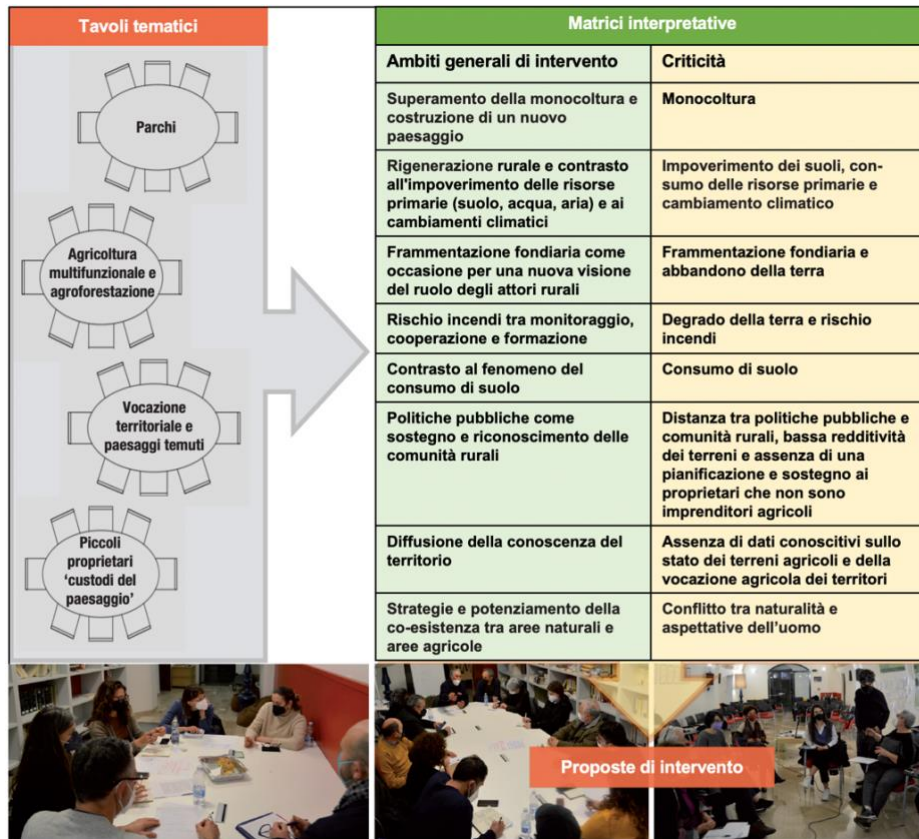 Tavoli tematici
Parchi
Agricoltura
multifunzionale e
agroforestazione
Vocazione
territoriale e
paesaggi temuti
Piccoli
proprietari
‘custodi del
paesaggio’
Matrici interpretative
Ambiti generali di intervento
Criticità
Superamento della monocoltura e
costruzione di un nuovo
paesaggio
Monocoltura
Rigenerazione rurale e contrasto
all'impoverimento delle risorse
primarie (suolo, acqua, aria) e ai
cambiamenti climatici
Impoverimento dei suoli, con-
sumo delle risorse primarie e
cambiamento climatico
Frammentazione fondiaria come
occasione per una nuova visione
del ruolo degli attori rurali
Frammentazione fondiaria e
abbandono della terra
Rischio incendi tra monitoraggio,
cooperazione e formazione
Degrado della terra e rischio
incendi
Contrasto al fenomeno del
consumo di suolo
Consumo di suolo
Politiche pubbliche come
sostegno e riconoscimento delle
comunità rurali
Distanza tra politiche pubbliche e
comunità rurali, bassa redditività
dei terreni e assenza di una
pianificazione e sostegno ai
proprietari che non sono
imprenditori agricoli
Diffusione della conoscenza del
territorio
Assenza di dati conoscitivi sullo
stato dei terreni agricoli e della
vocazione agricola dei territori
Strategie e potenziamento della
co-esistenza tra aree naturali e
aree agricole
Conflitto tra naturalità e
aspettative dell’uomo
Proposte di intervento